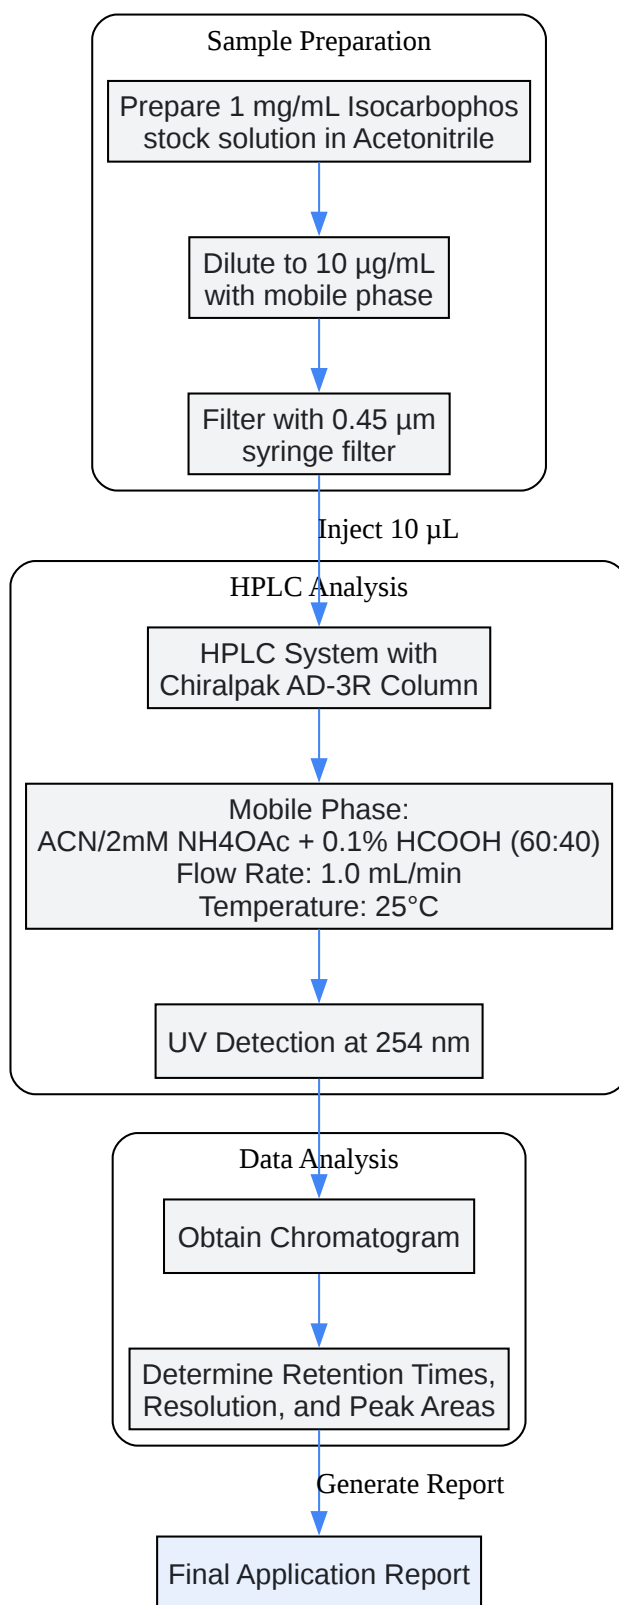 Sample Preparation
Prepare 1 mg/mL Isocarbophos
stock solution in Acetonitrile
Dilute to 10 µg/mL
with mobile phase
Filter with 0.45 µm
syringe filter
Inject 10 µL
HPLC Analysis
HPLC System with
Chiralpak AD-3R Column
Mobile Phase:
ACN/2mM NH4OAc + 0.1% HCOOH (60:40)
Flow Rate: 1.0 mL/min
Temperature: 25°C
UV Detection at 254 nm
Data Analysis
Obtain Chromatogram
Determine Retention Times,
Resolution, and Peak Areas
Generate Report
Final Application Report